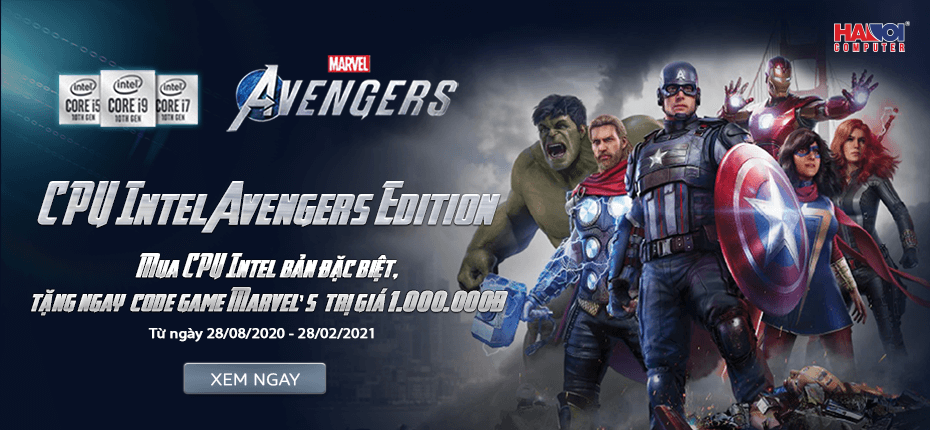 HANOI
COMPUTER
MARVEL
AVENGERS
intel
CORE i5
10TH GEN
intel
CORE i9
10TH GEN
intel
CORE i7
10TH GEN
CPU INTEL AVENGERS EDITION
MUA CPU INTEL BẢN ĐẶC BIỆT,
TẶNG NGAY CODE GAME MARVEL'S TRỊ GIÁ 1.000.000Đ
Từ ngày 28/08/2020 - 28/02/2021
XEM NGAY